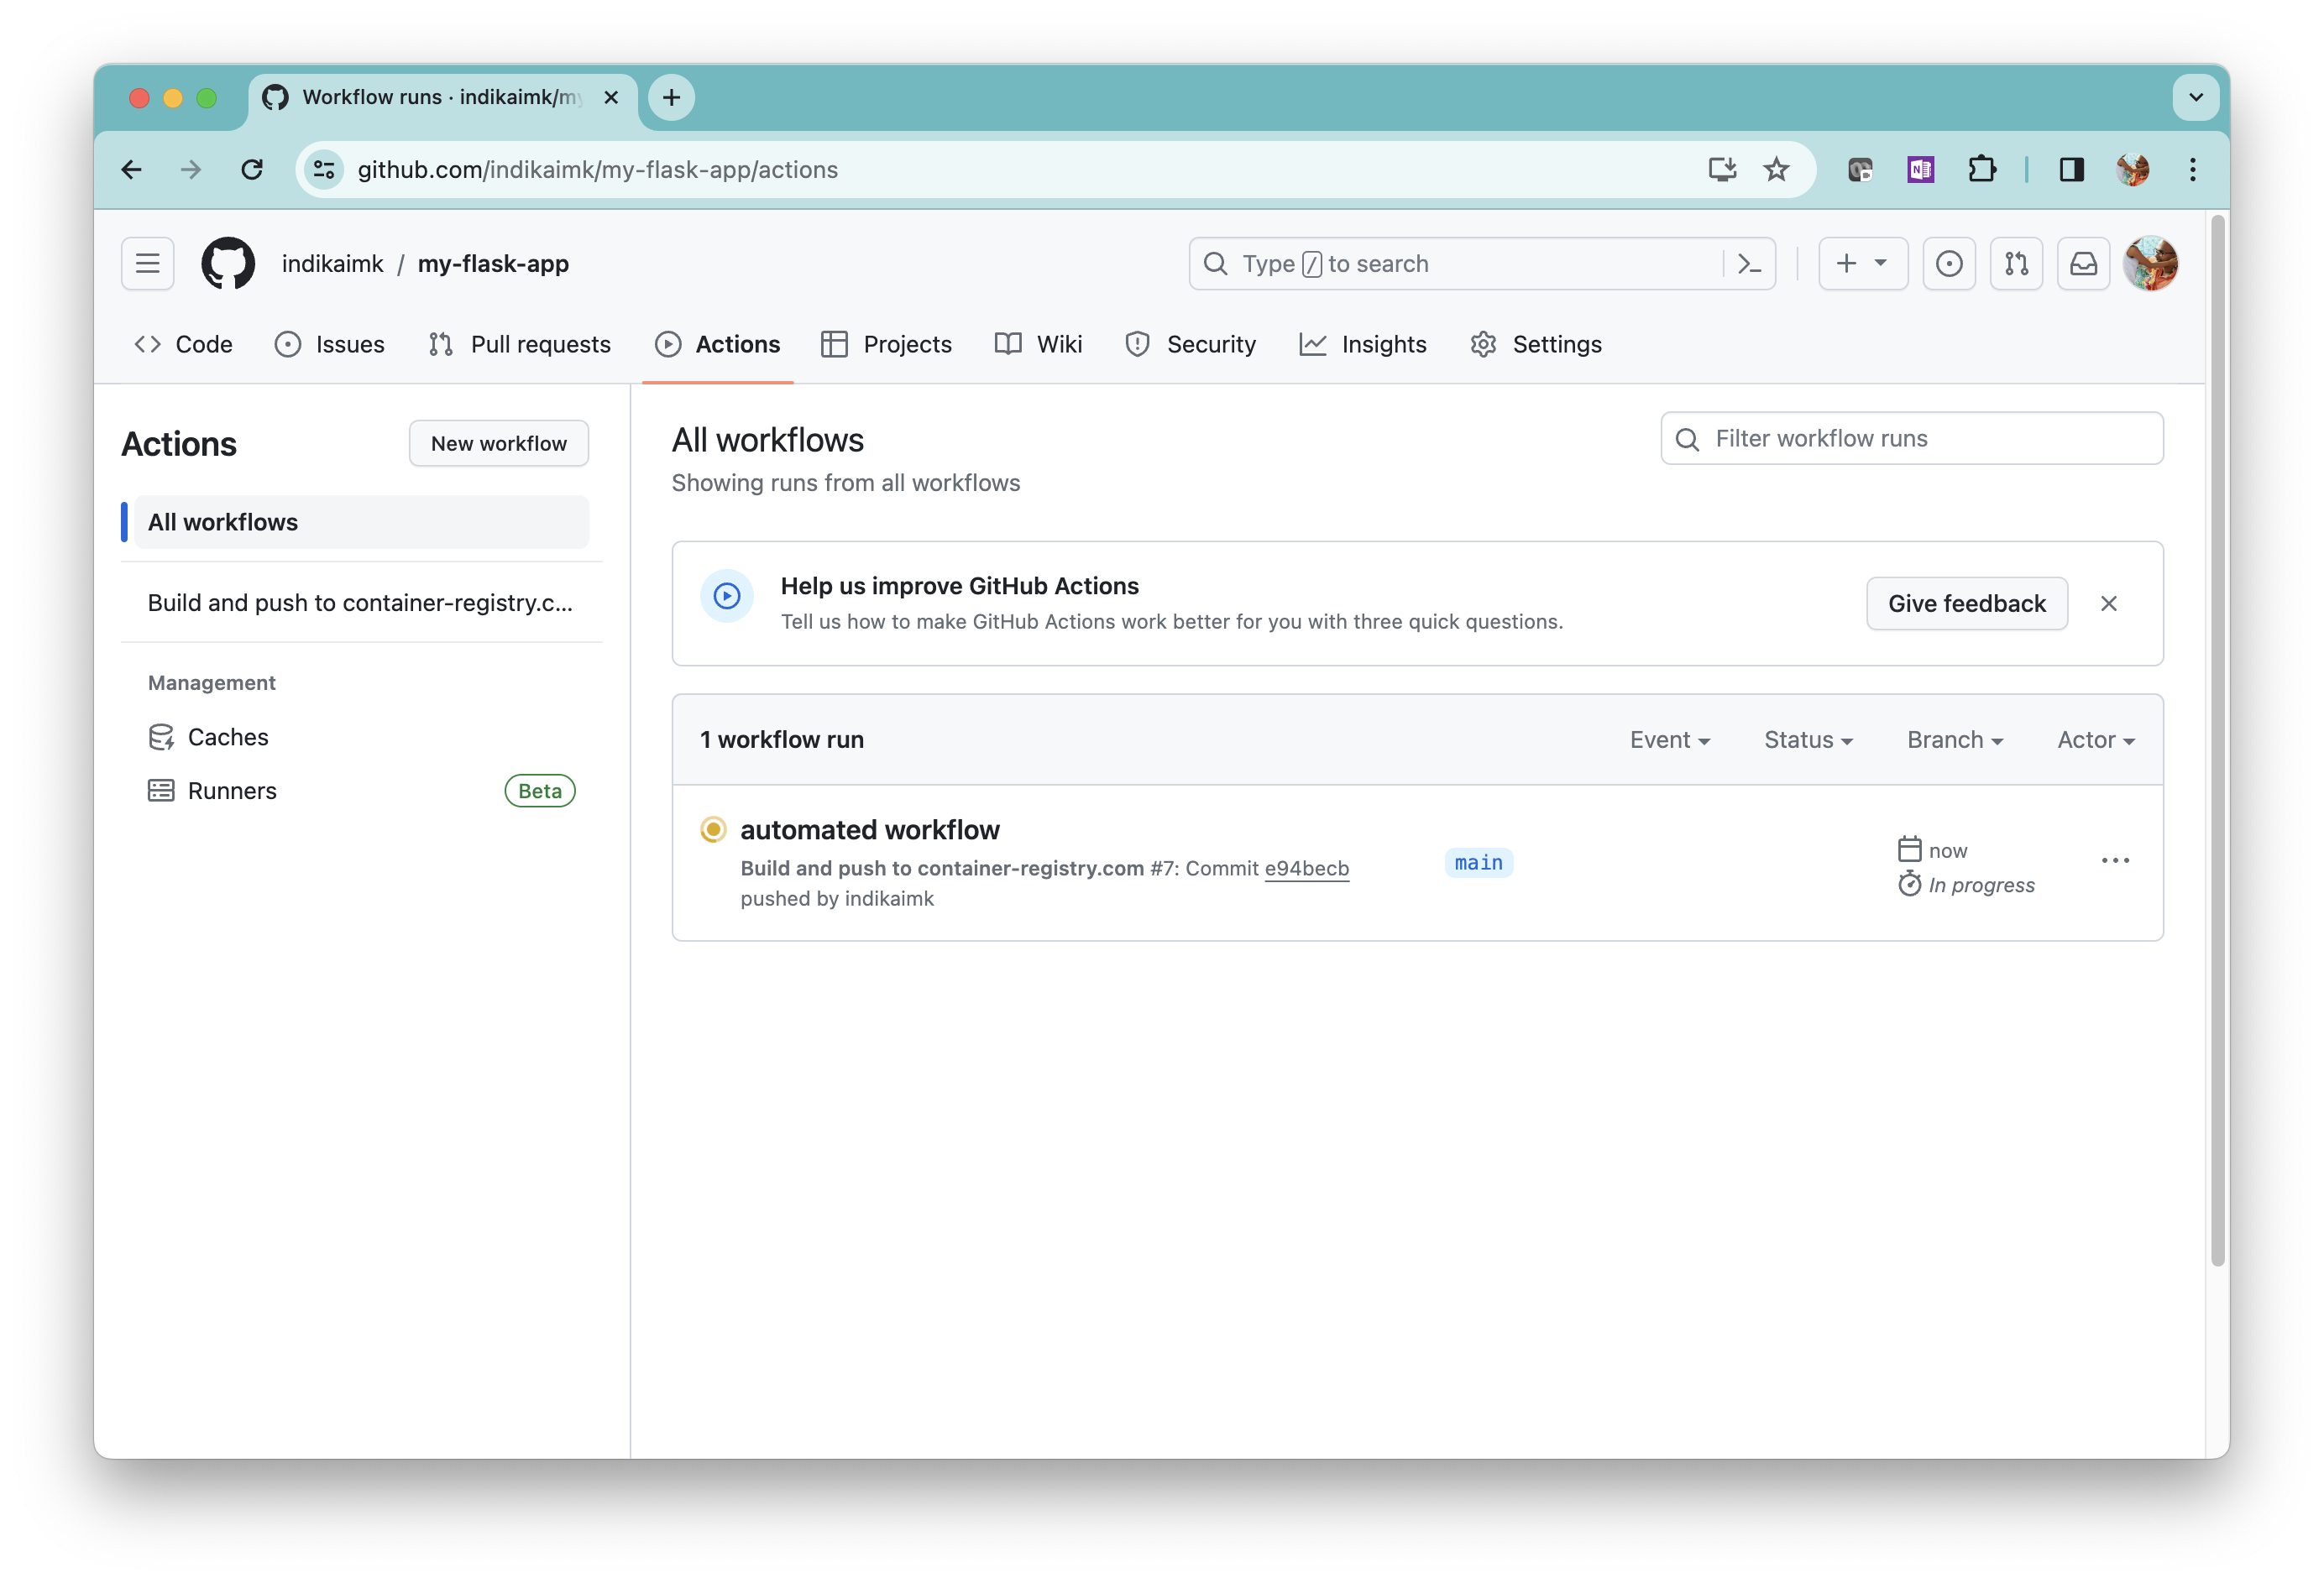 Workflow runs · indikaimk/my
github.com/indikaimk/my-flask-app/actions
indikaimk / my-flask-app
Type / to search
Code Issues Pull requests Actions Projects Wiki Security Insights Settings
Actions
New workflow
All workflows
Build and push to container-registry.c...
Management
Caches
Runners Beta
All workflows
Showing runs from all workflows
Filter workflow runs
Help us improve GitHub Actions
Tell us how to make GitHub Actions work better for you with three quick questions.
Give feedback
1 workflow run
Event Status Branch Actor
automated workflow
Build and push to container-registry.com #7: Commit e94becb
pushed by indikaimk
main
now
In progress